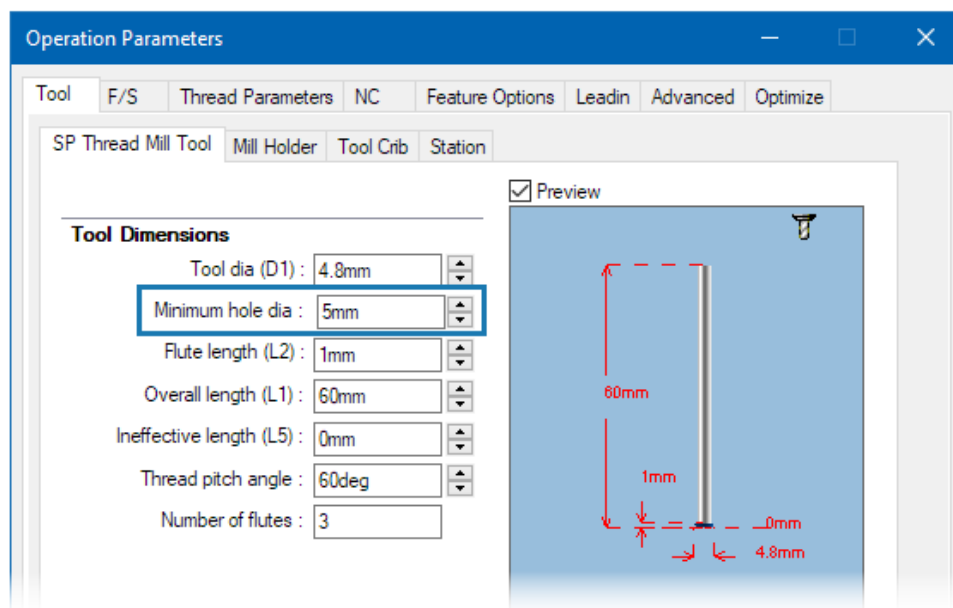 Operation Parameters
Tool F/S Thread Parameters NC Feature Options Leadin Advanced Optimize
SP Thread Mill Tool Mill Holder Tool Crib Station
Preview
Tool Dimensions
Tool dia (D1) : 4.8mm
Minimum hole dia : 5mm
Flute length (L2) : 1mm
Overall length (L1) : 60mm
Ineffective length (L5) : 0mm
Thread pitch angle : 60deg
Number of flutes : 3
60mm
1mm
0mm
4.8mm